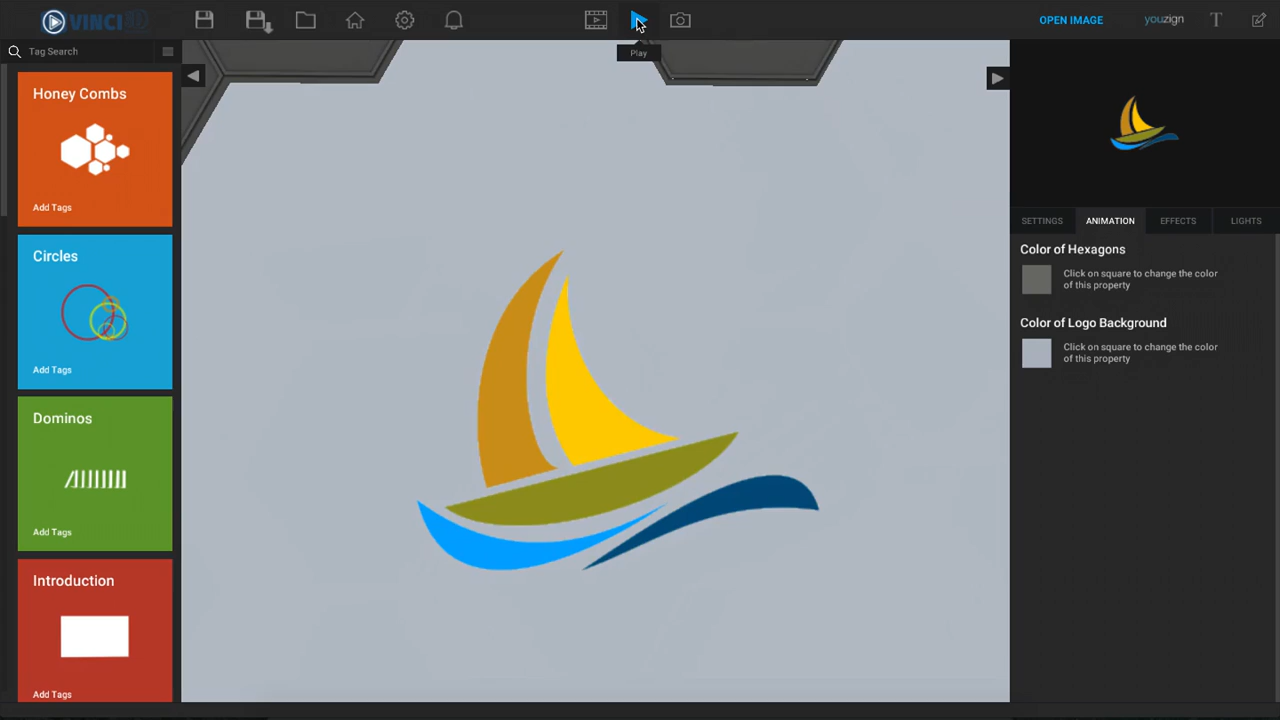 VINCI3D
OPEN IMAGE
youzign
T
Tag Search
Play
Honey Combs
Add Tags
Circles
Add Tags
Dominos
Add Tags
Introduction
Add Tags
SETTINGS
ANIMATION
EFFECTS
LIGHTS
Color of Hexagons
Click on square to change the color
of this property
Color of Logo Background
Click on square to change the color
of this property